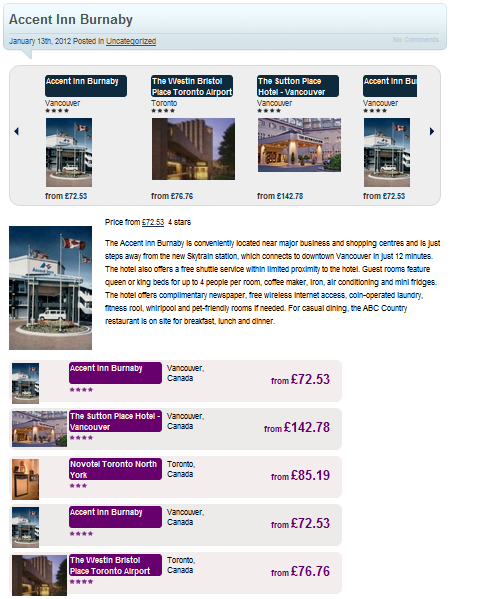 Accent Inn Burnaby
January 13th, 2012 Posted in Uncategorized
No Comments
Accent Inn Burnaby
Vancouver
★★★★
from £72.53
The Westin Bristol
Place Toronto Airport
Toronto
★★★★
from £76.76
The Sutton Place
Hotel - Vancouver
Vancouver
★★★★
from £142.78
Accent Inn Bu
Vancouver
★★★★
from £72.53
Price from £72.53 4 stars
The Accent Inn Burnaby is conveniently located near major business and shopping centres and is just
steps away from the new Skytrain station, which connects to downtown Vancouver in just 12 minutes.
The hotel also offers a free shuttle service within limited proximity to the hotel. Guest rooms feature
queen or king beds for up to 4 people per room, coffee maker, iron, air conditioning and mini fridges.
The hotel offers complimentary newspaper, free wireless internet access, coin-operated laundry,
fitness rool, whirlpool and pet-friendly rooms if needed. For casual dining, the ABC Country
restaurant is on site for breakfast, lunch and dinner.
Accent Inn Burnaby
★★★★
Vancouver,
Canada
from £72.53
The Sutton Place Hotel -
Vancouver
★★★★
Vancouver,
Canada
from £142.78
Novotel Toronto North
York
★★★
Toronto,
Canada
from £85.19
Accent Inn Burnaby
★★★★
Vancouver,
Canada
from £72.53
The Westin Bristol
Place Toronto Airport
★★★★
Toronto,
Canada
from £76.76